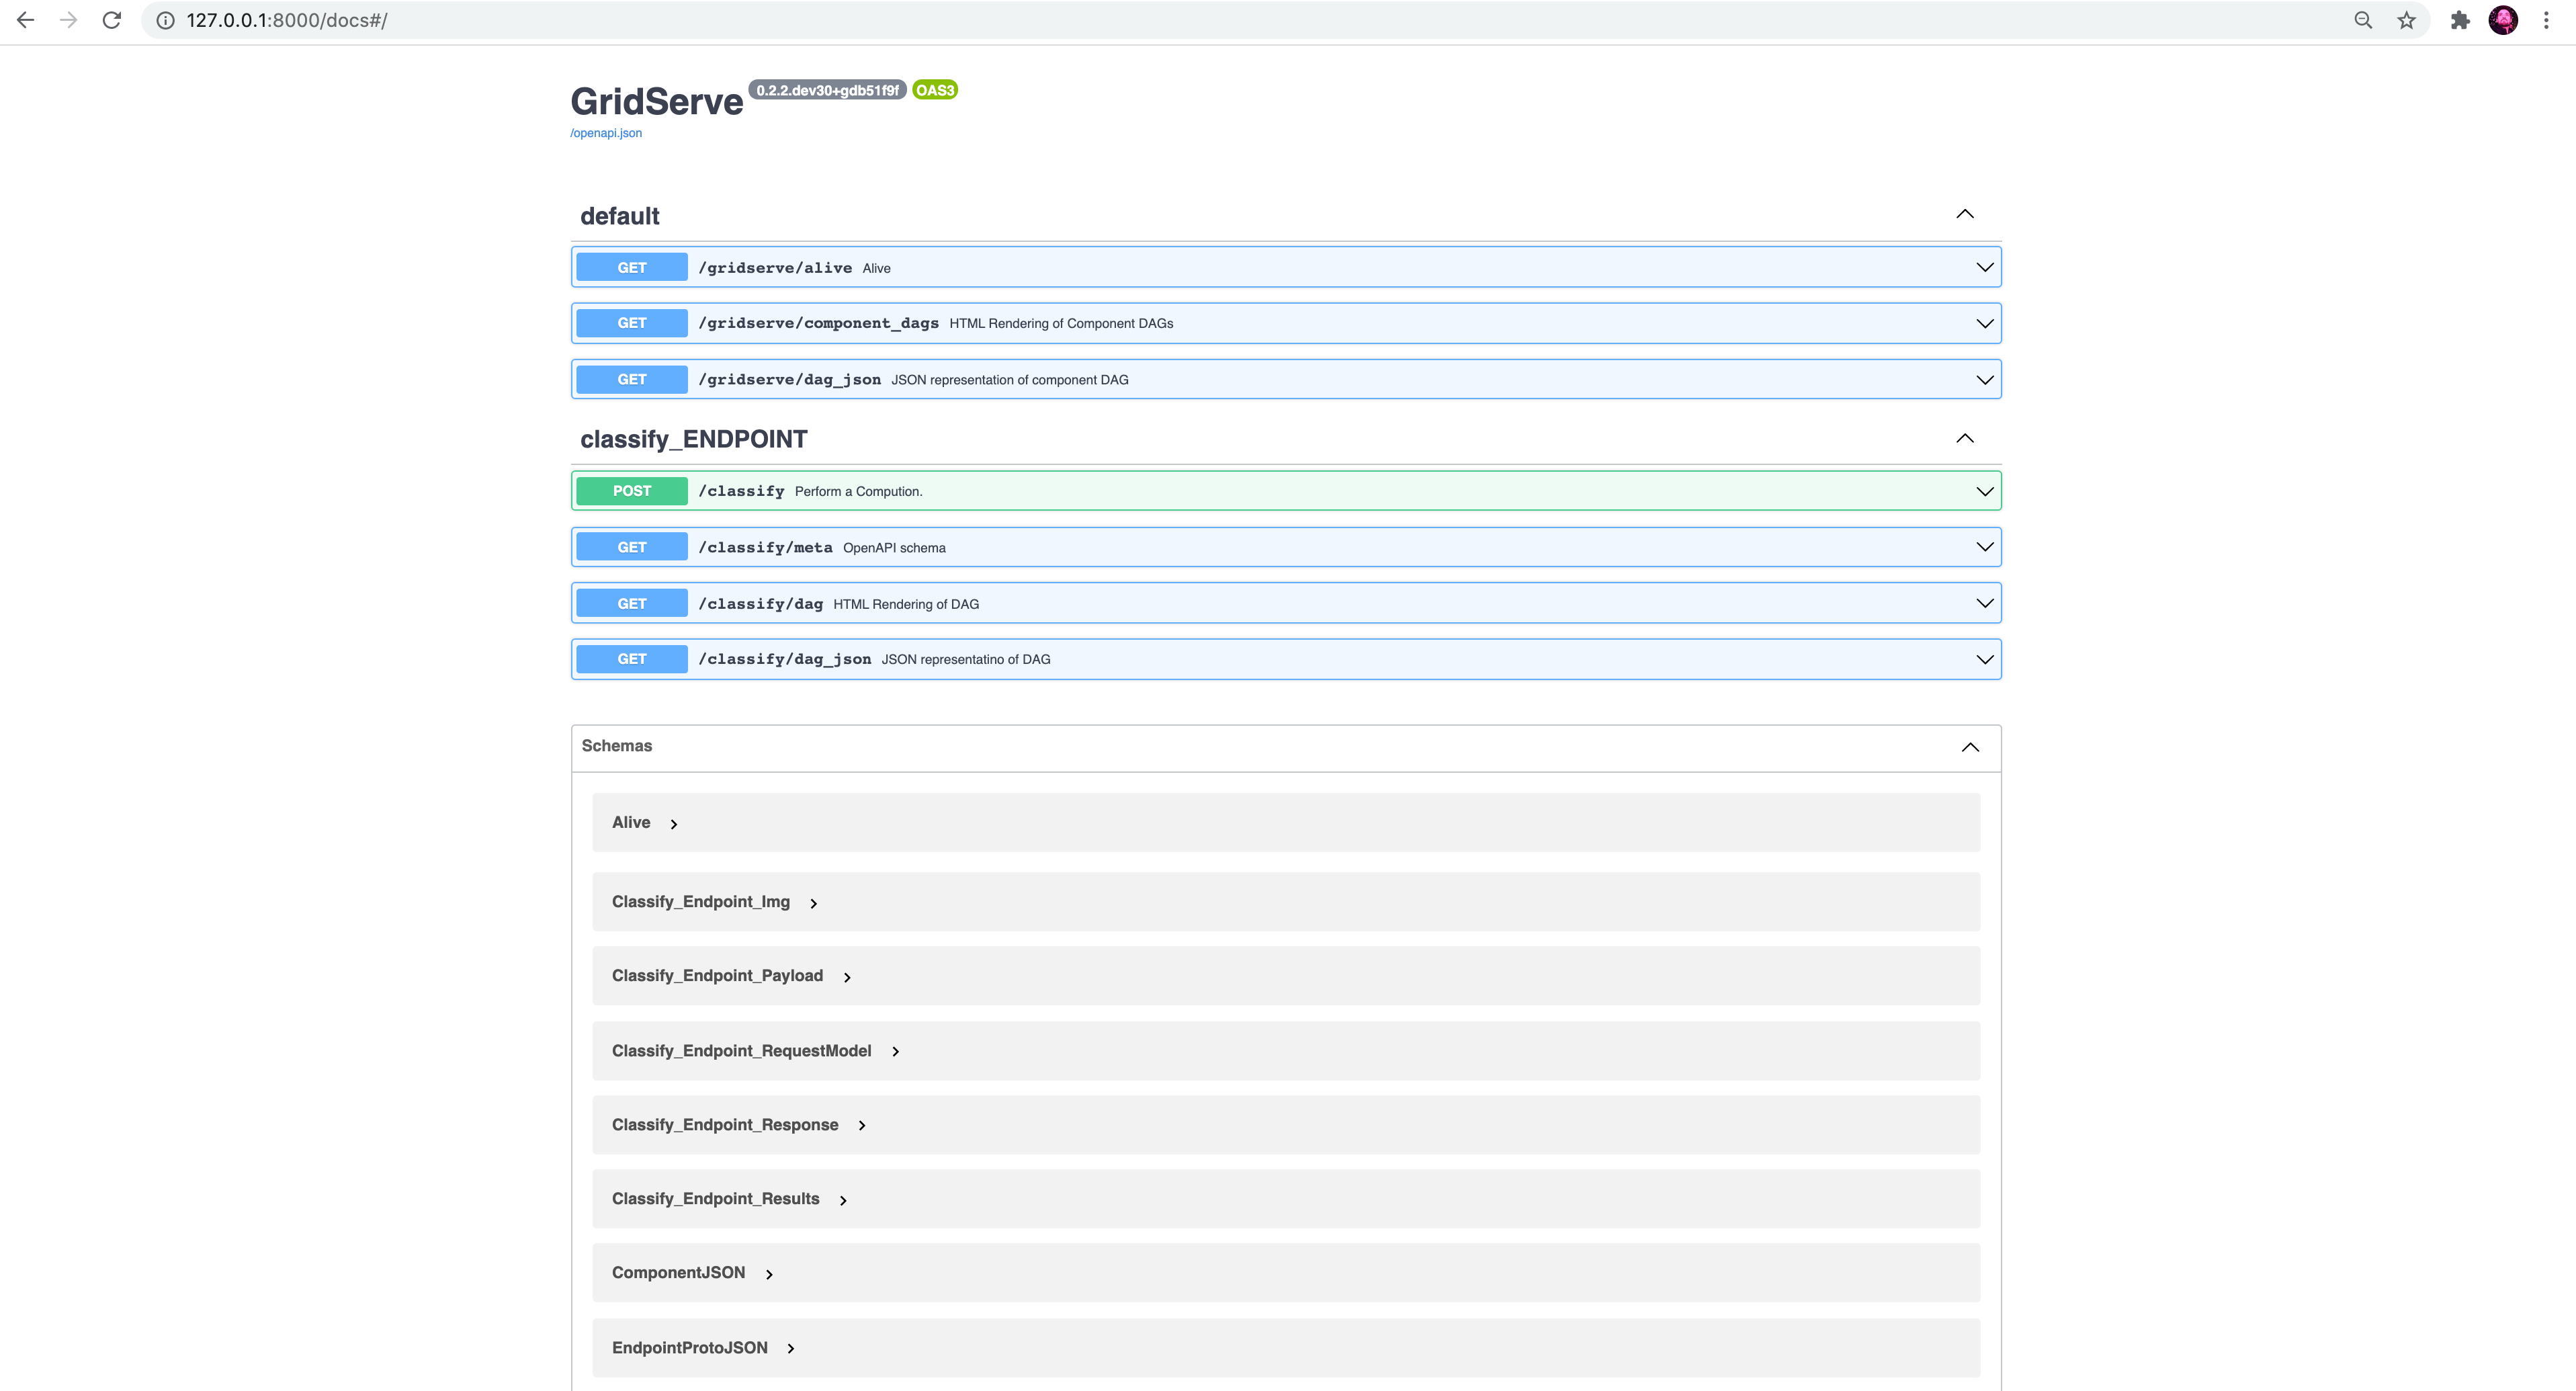 127.0.0.1:8000/docs#/
GridServe 0.2.2.dev30+gdb51f9f OAS3
/openapi.json
default
GET /gridserve/alive Alive
GET /gridserve/component_dags HTML Rendering of Component DAGs
GET /gridserve/dag_json JSON representation of component DAG
classify_ENDPOINT
POST /classify Perform a Compution.
GET /classify/meta OpenAPI schema
GET /classify/dag HTML Rendering of DAG
GET /classify/dag_json JSON representatino of DAG
Schemas
Alive
Classify_Endpoint_Img
Classify_Endpoint_Payload
Classify_Endpoint_RequestModel
Classify_Endpoint_Response
Classify_Endpoint_Results
ComponentJSON
EndpointProtoJSON